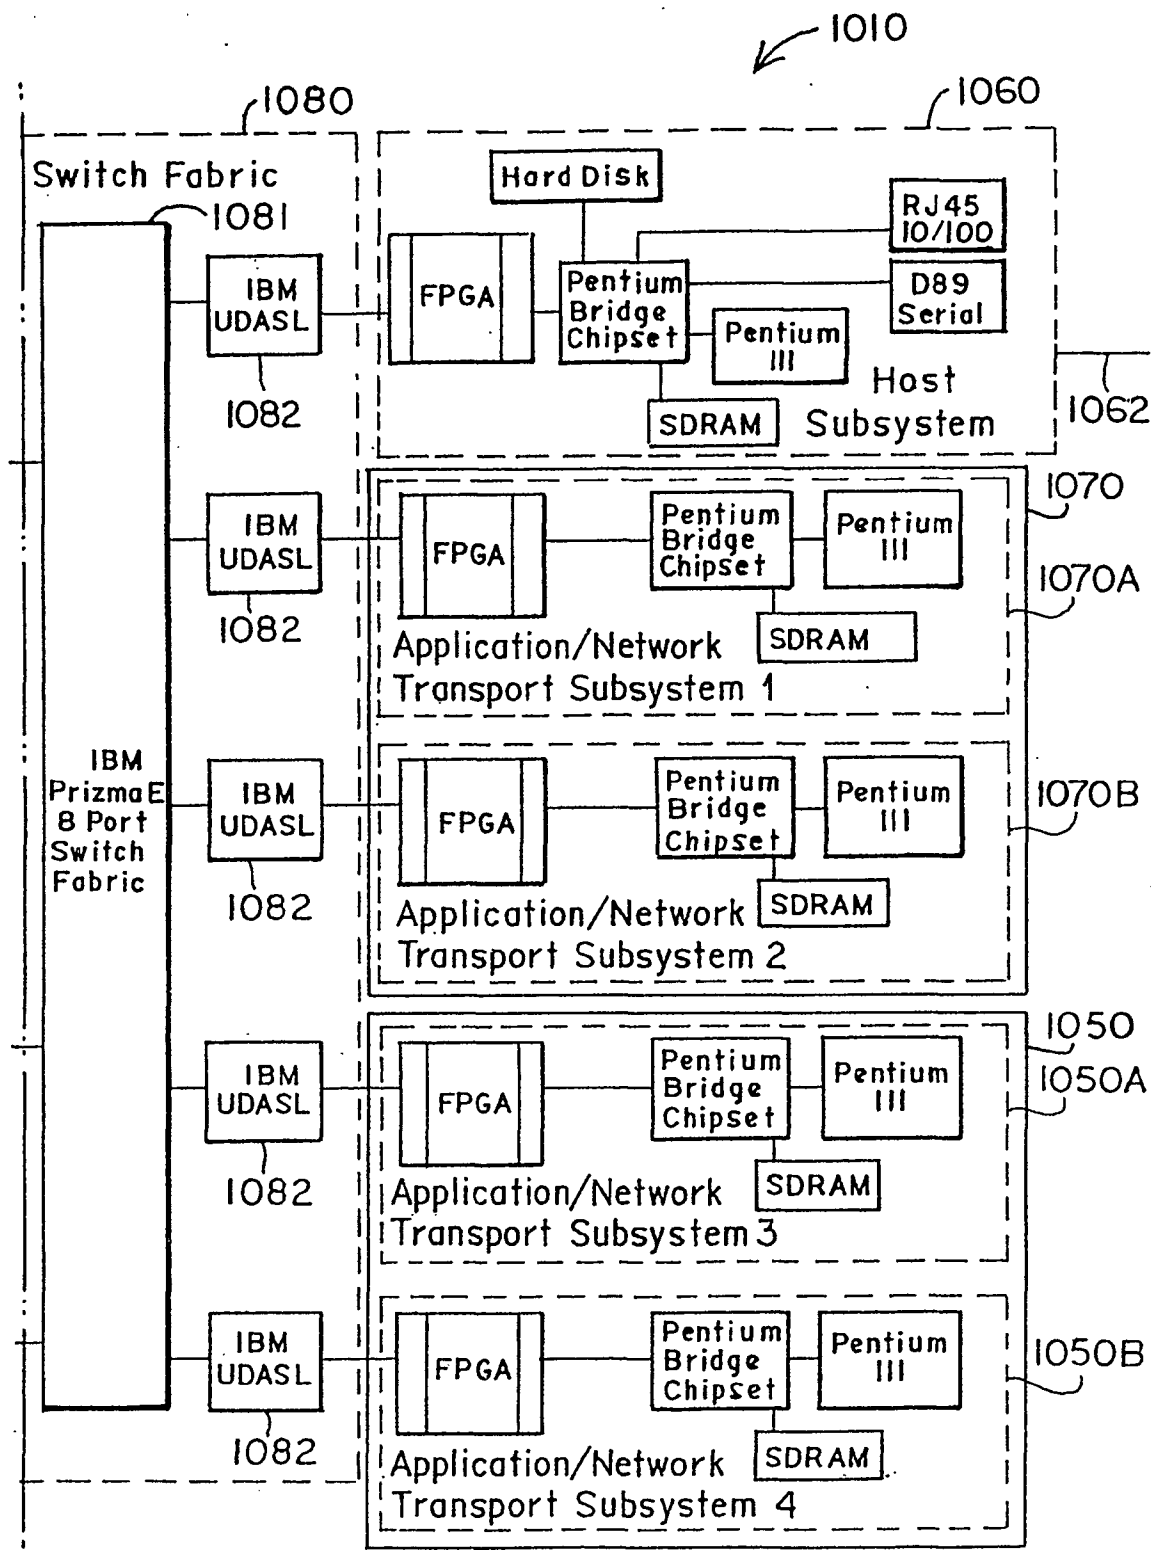 1010
1080
1060
Switch Fabric
1081
Hard Disk
RJ45
10/100
IBM
UDASL
FPGA
Pentium
Bridge
Chipset
D89
Serial
Pentium
III
1082
SDRAM
Host
Subsystem
1062
1070
IBM
UDASL
FPGA
Pentium
Bridge
Chipset
Pentium
III
1070A
1082
SDRAM
Application/Network
Transport Subsystem 1
IBM
PrizmaE
8 Port
Switch
Fabric
IBM
UDASL
FPGA
Pentium
Bridge
Chipset
Pentium
III
1070B
1082
SDRAM
Application/Network
Transport Subsystem 2
1050
IBM
UDASL
FPGA
Pentium
Bridge
Chipset
Pentium
III
1050A
1082
SDRAM
Application/Network
Transport Subsystem 3
IBM
UDASL
FPGA
Pentium
Bridge
Chipset
Pentium
III
1050B
1082
SDRAM
Application/Network
Transport Subsystem 4